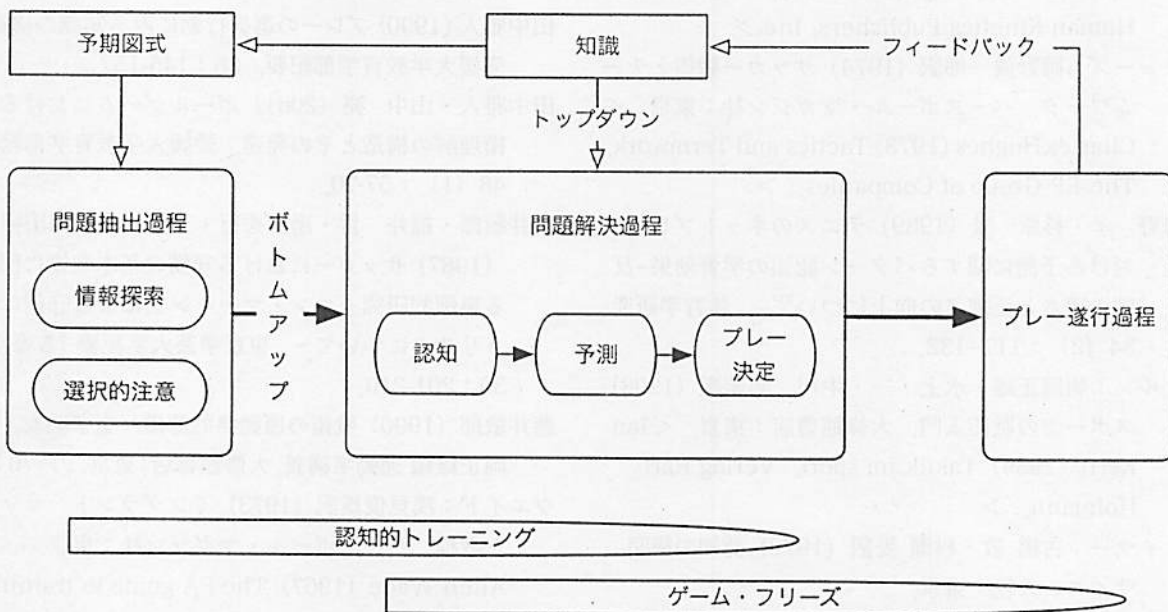 予期図式
知識
フィードバック
トップダウン
問題抽出過程
情報探索
選択的注意
ボトムアップ
問題解決過程
認知
予測
プレー
決定
プレー遂行過程
認知的トレーニング
ゲーム・フリーズ